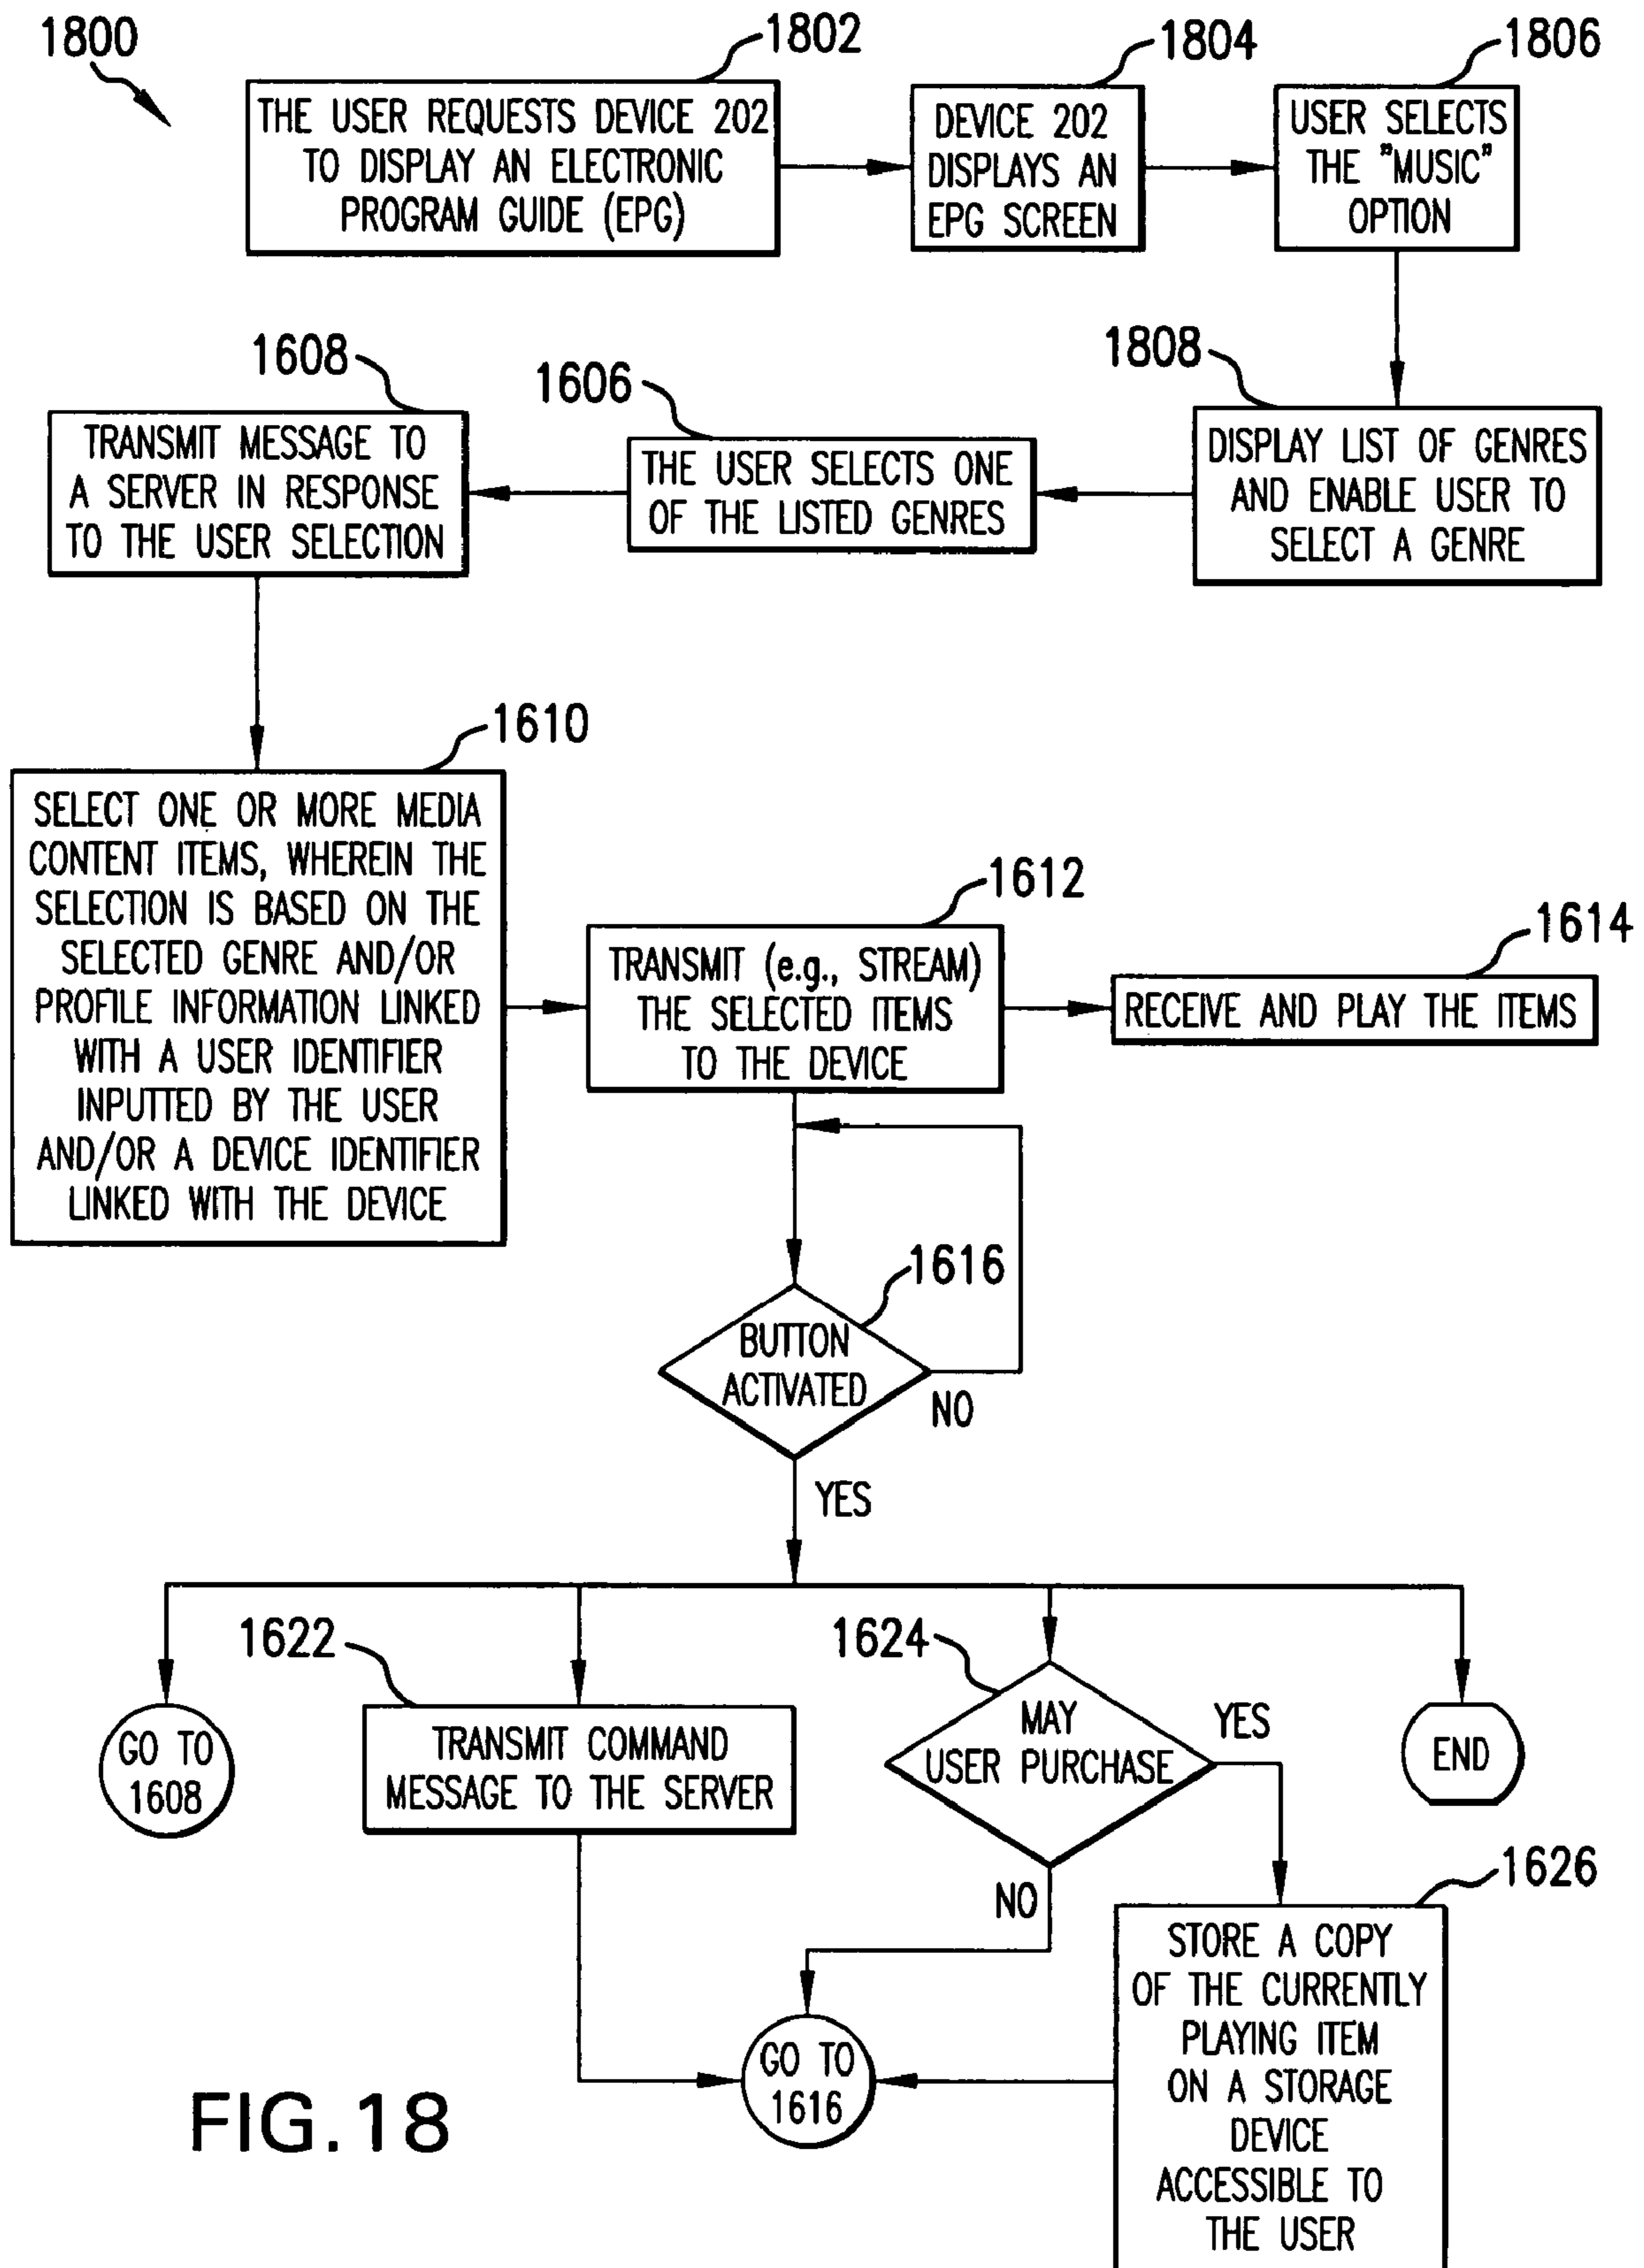 1800
1802
THE USER REQUESTS DEVICE 202
TO DISPLAY AN ELECTRONIC
PROGRAM GUIDE (EPG)
1804
DEVICE 202
DISPLAYS AN
EPG SCREEN
1806
USER SELECTS
THE "MUSIC"
OPTION
1808
DISPLAY LIST OF GENRES
AND ENABLE USER TO
SELECT A GENRE
1606
THE USER SELECTS ONE
OF THE LISTED GENRES
1608
TRANSMIT MESSAGE TO
A SERVER IN RESPONSE
TO THE USER SELECTION
1610
SELECT ONE OR MORE MEDIA
CONTENT ITEMS, WHEREIN THE
SELECTION IS BASED ON THE
SELECTED GENRE AND/OR
PROFILE INFORMATION LINKED
WITH A USER IDENTIFIER
INPUTTED BY THE USER
AND/OR A DEVICE IDENTIFIER
LINKED WITH THE DEVICE
1612
TRANSMIT (e.g., STREAM)
THE SELECTED ITEMS
TO THE DEVICE
1614
RECEIVE AND PLAY THE ITEMS
1616
BUTTON
ACTIVATED
NO
YES
GO TO
1608
1622
TRANSMIT COMMAND
MESSAGE TO THE SERVER
1624
MAY
USER PURCHASE
YES
NO
END
1626
STORE A COPY
OF THE CURRENTLY
PLAYING ITEM
ON A STORAGE
DEVICE
ACCESSIBLE TO
THE USER
GO TO
1616
FIG.18